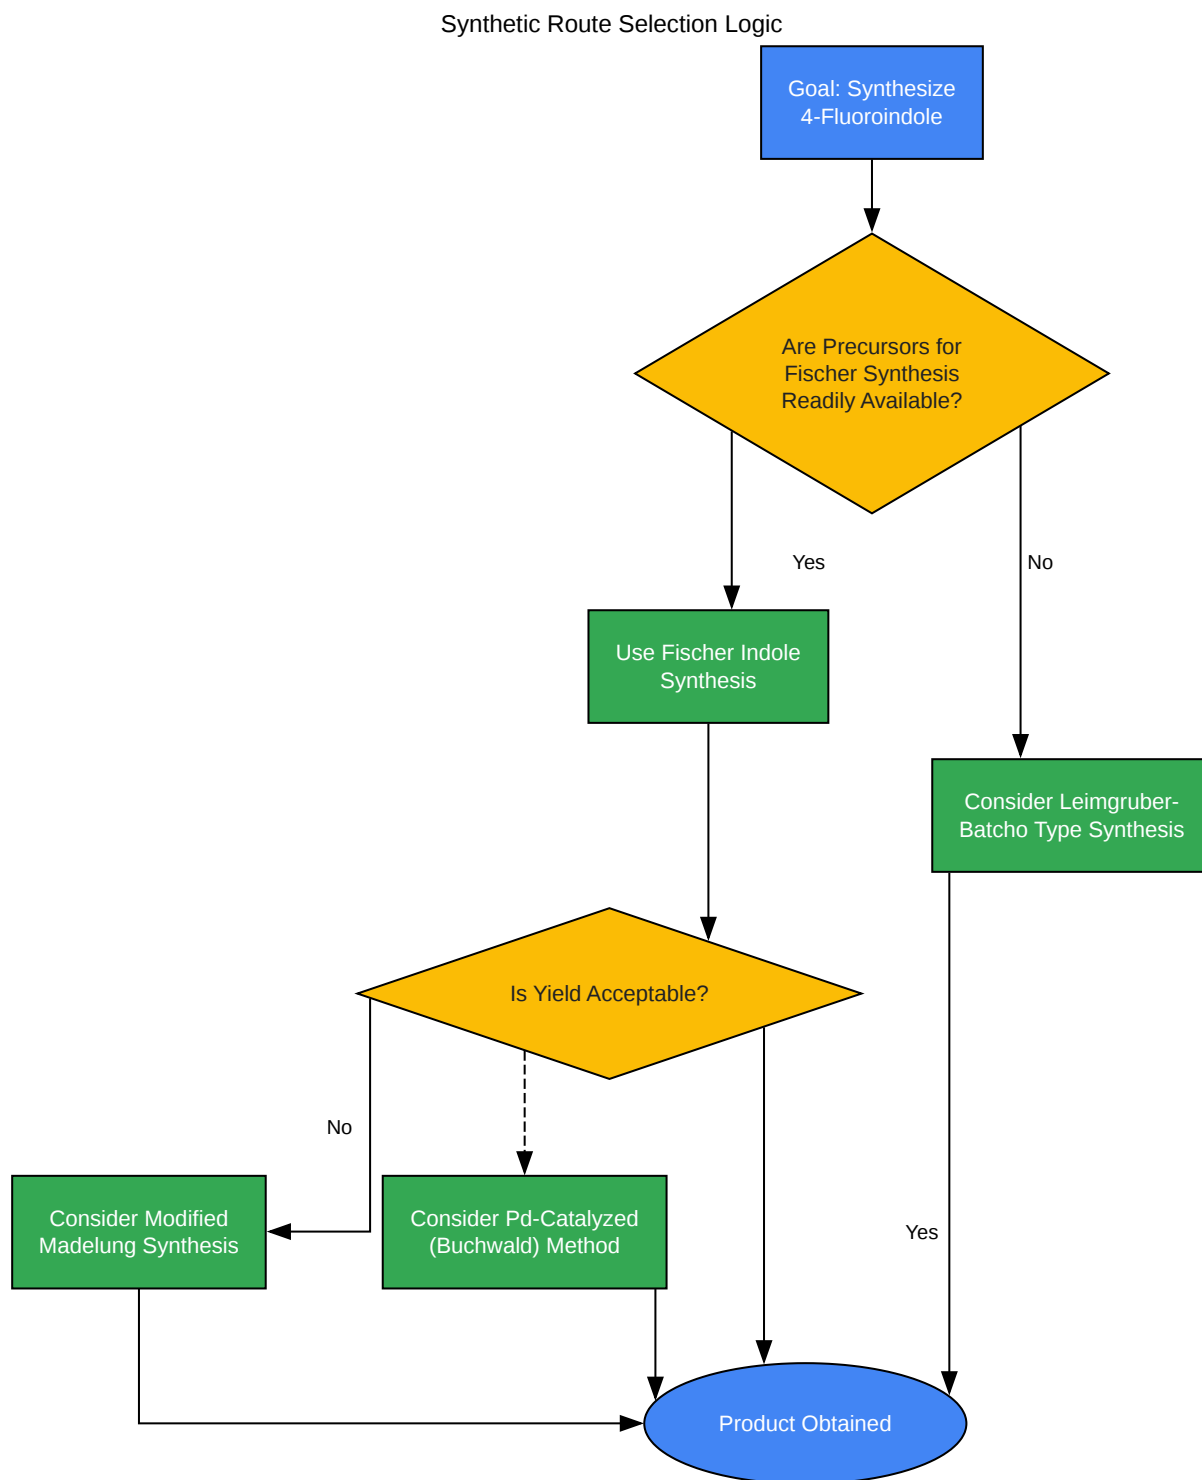 Synthetic Route Selection Logic
Goal: Synthesize
4-Fluoroindole
Are Precursors for
Fischer Synthesis
Readily Available?
Yes
No
Use Fischer Indole
Synthesis
Consider Leimgruber-
Batcho Type Synthesis
Is Yield Acceptable?
No
Consider Modified
Madelung Synthesis
Consider Pd-Catalyzed
(Buchwald) Method
Yes
Product Obtained